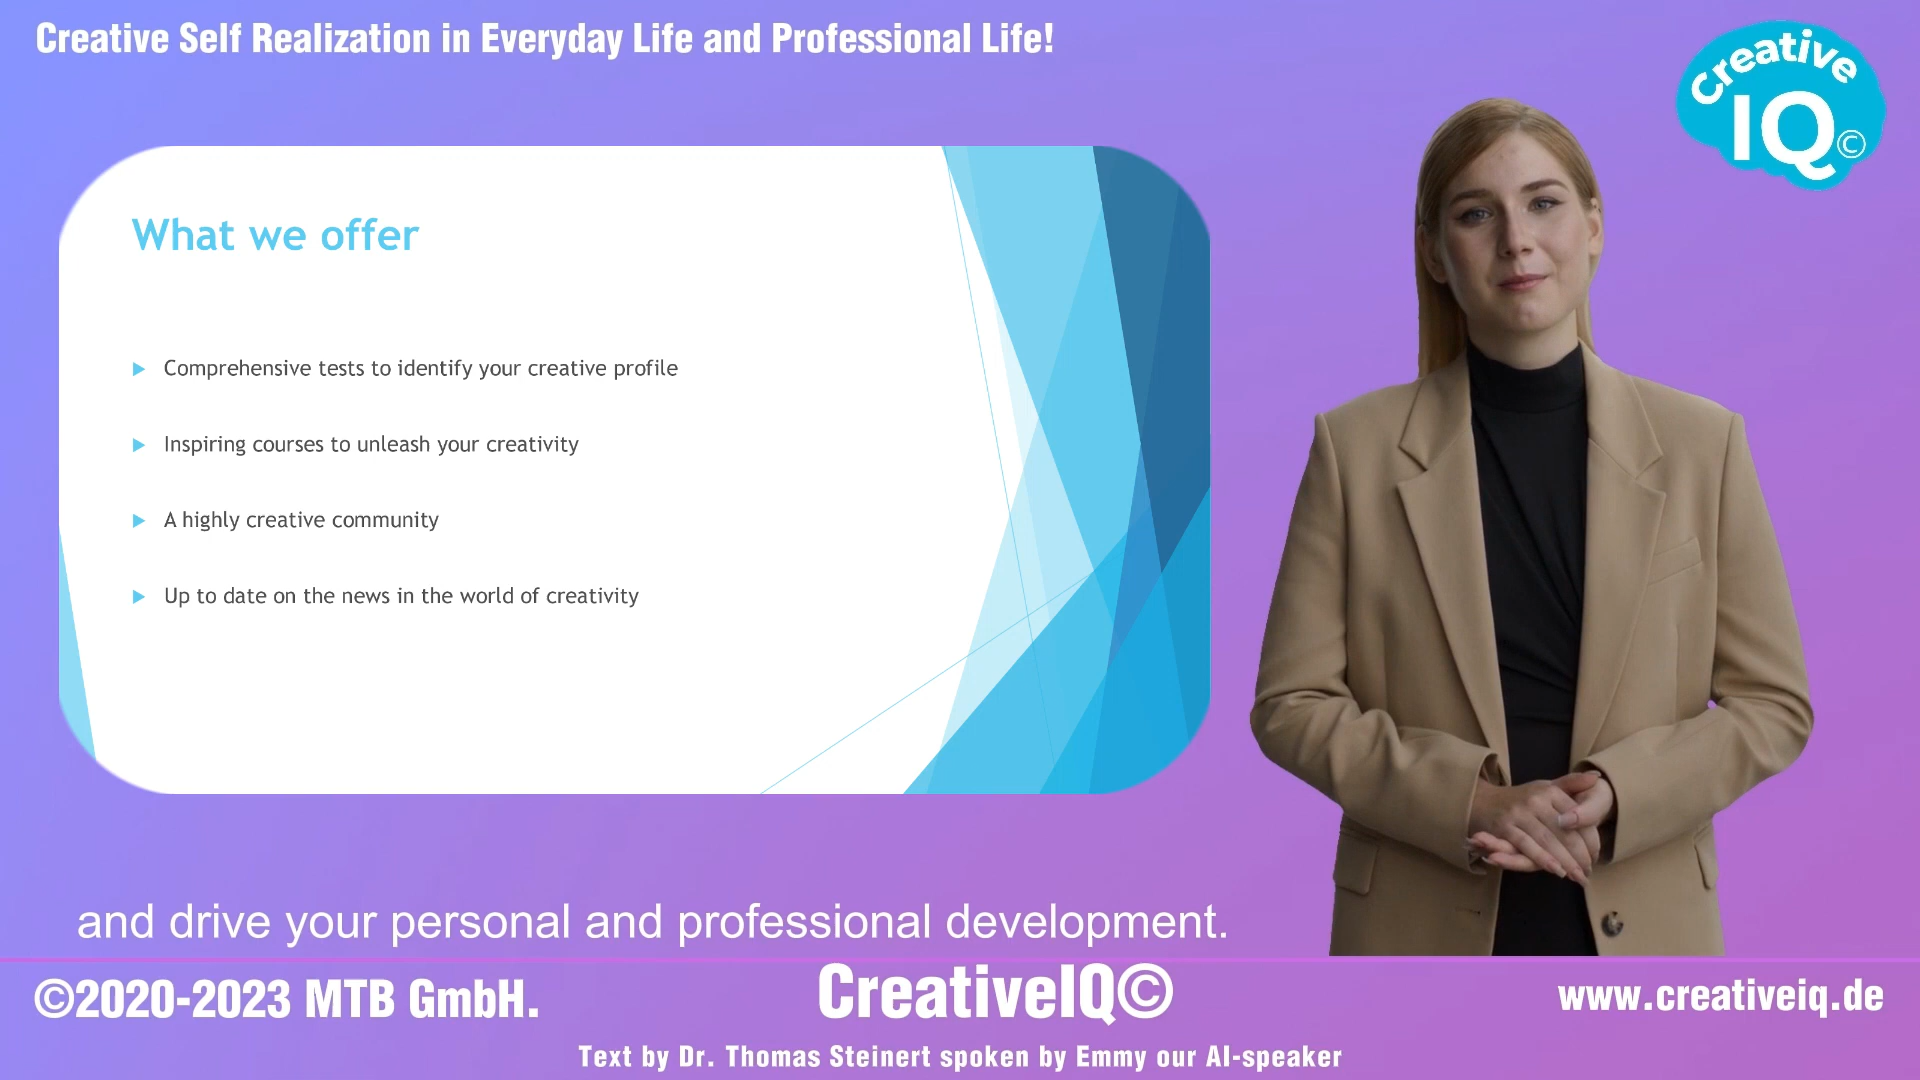 Creative Self Realization in Everyday Life and Professional Life!
Creative
IQ©
What we offer
Comprehensive tests to identify your creative profile
Inspiring courses to unleash your creativity
A highly creative community
Up to date on the news in the world of creativity
and drive your personal and professional development.
©2020-2023 MTB GmbH.
CreativeIQ©
www.creativeiq.de
Text by Dr. Thomas Steinert spoken by Emmy our AI-speaker